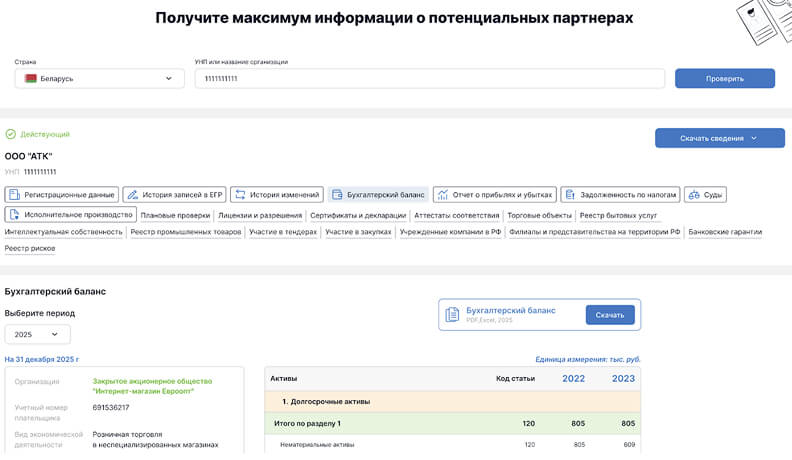 Получите максимум информации о потенциальных партнерах
Страна
УНП или название организации
Беларусь
1111111111
Проверить
Действующий
Скачать сведения
ООО "АТК"
УНП 1111111111
Регистрационные данные
История записей в ЕГР
История изменений
Бухгалтерский баланс
Отчет о прибылях и убытках
Задолженность по налогам
Суды
Исполнительное производство
Плановые проверки
Лицензии и разрешения
Сертификаты и декларации
Аттестаты соответствия
Торговые объекты
Реестр бытовых услуг
Интеллектуальная собственность
Реестр промышленных товаров
Участие в тендерах
Участие в закупках
Учрежденные компании в РФ
Филиалы и представительства на территории РФ
Банковские гарантии
Реестр рисков
Бухгалтерский баланс
Выберите период
2025
Бухгалтерский баланс
PDF,Excel, 2025
Скачать
На 31 декабря 2025 г
Единица измерения: тыс. руб.
Организация
Закрытое акционерное общество
"Интернет-магазин Евроопт"
Учетный номер
плательщика
691536217
Вид экономической
деятельности
Розничная торговля
в неспециализированных магазинах
Активы Код статьи 2022 2023
1. Долгосрочные активы
Итого по разделу 1 120 805 805
Нематериальные активы 120 805 609